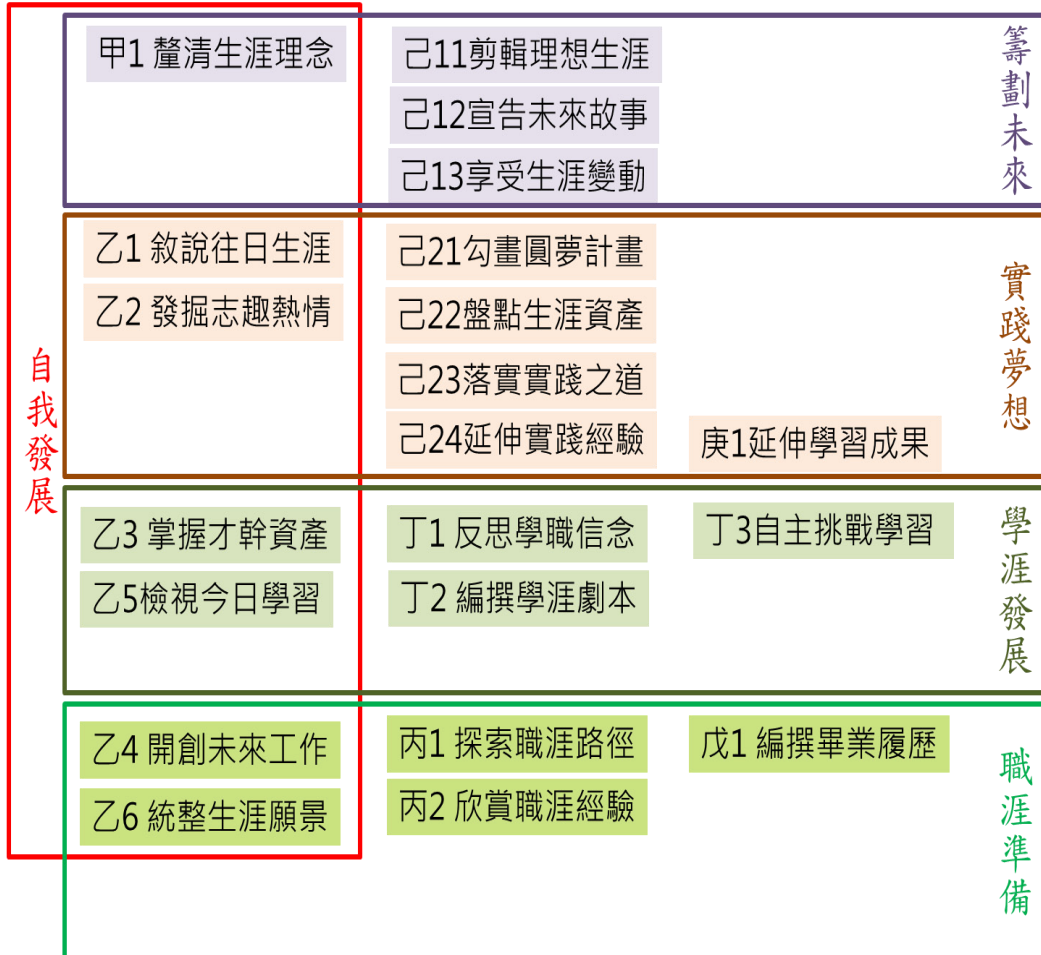 甲1 釐清生涯理念
己11剪輯理想生涯
己12宣告未來故事
己13享受生涯變動
籌劃未來
乙1 敘說往日生涯
乙2 發掘志趣熱情
己21勾畫圓夢計畫
己22盤點生涯資產
己23落實實踐之道
己24延伸實踐經驗
庚1延伸學習成果
實踐夢想
自我發展
乙3 掌握才幹資產
乙5檢視今日學習
丁1 反思學職信念
丁2 編撰學涯劇本
丁3自主挑戰學習
學涯發展
乙4 開創未來工作
乙6 統整生涯願景
丙1 探索職涯路徑
丙2 欣賞職涯經驗
戊1 編撰畢業履歷
職涯準備